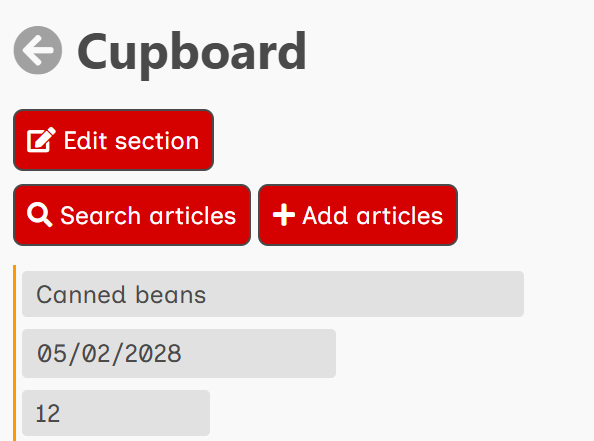 Cupboard
Edit section
Search articles Add articles
Canned beans
05/02/2028
12